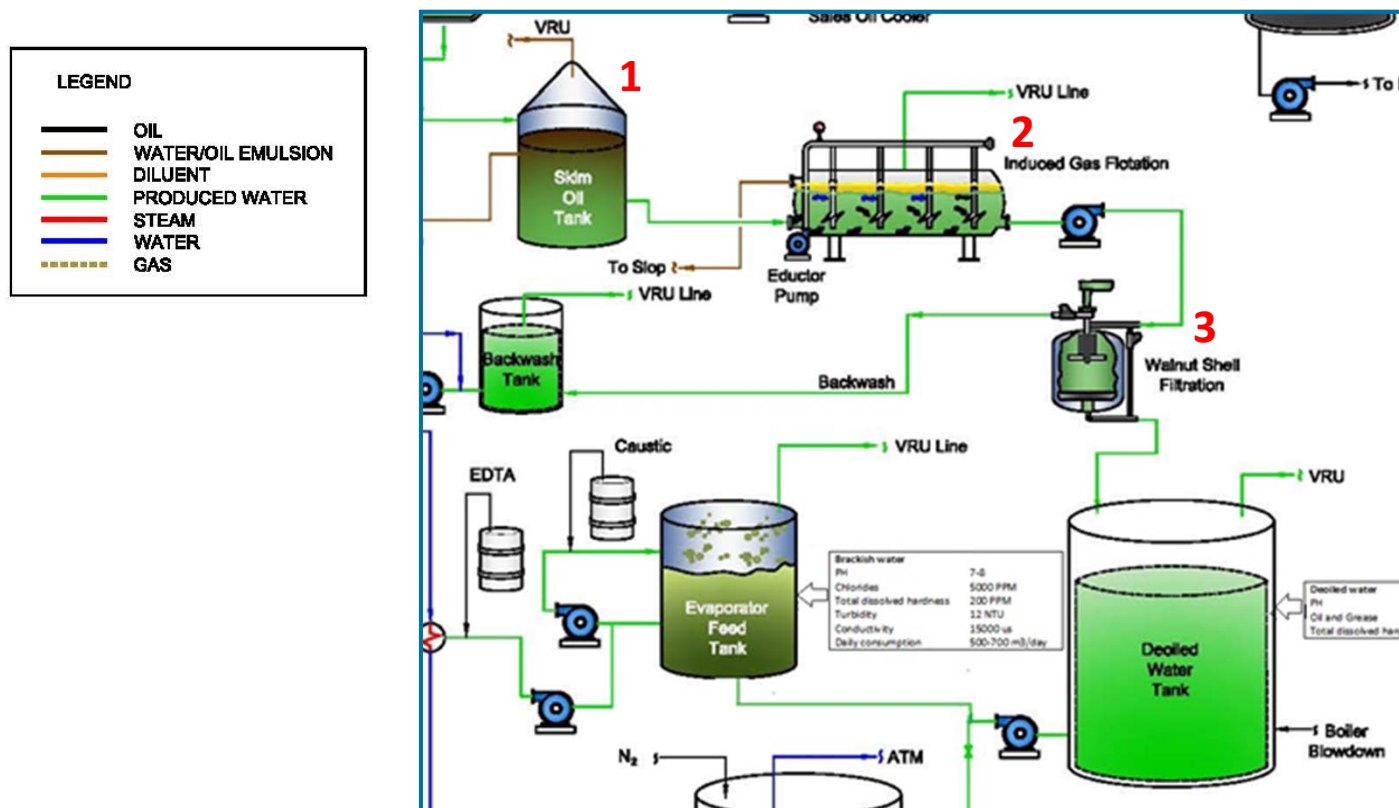 LEGEND
OIL
WATER/OIL EMULSION
DILUENT
PRODUCED WATER
STEAM
WATER
GAS
Sales Oil Cooler
VRU
1
To
VRU Line
2
Induced Gas Flotation
Skim
Oil
Tank
To Slop
Eductor
Pump
VRU Line
3
Backwash
Tank
Backwash
Walnut Shell
Filtration
Caustic
VRU Line
EDTA
VRU
Brackish water
PH 7-8
Chlorides 5000 PPM
Total dissolved hardness 200 PPM
Turbidity 12 NTU
Conductivity 15000 us
Daily consumption 500-700 m3/day
Evaporator
Feed
Tank
Deoiled water
PH
Oil and Grease
Total dissolved
Deoiled
Water
Tank
Boiler
Blowdown
N₂
ATM